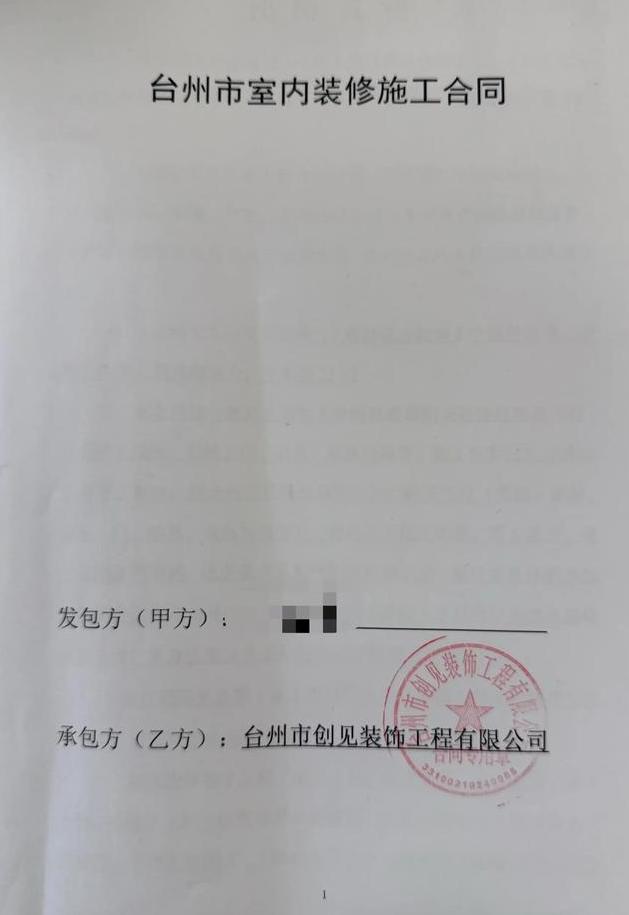 台州市室内装修施工合同
发包方（甲方）：
承包方（乙方）：台州市创见装饰工程有限公司
台州市创见装饰工程有限公司
合同专用章
1